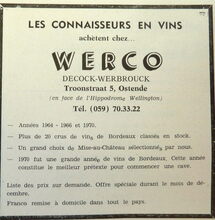 LES CONNAISSEURS EN VINS
achètent chez...
WERCO
DECOCK-WERBROUCK
Troonstraat 5, Ostende
(en face de l'Hippodrome Wellington)
Tel. (059) 70.33.22
— Années 1964 - 1966 et 1970.
— Plus de 20 crus de vins de Bordeaux classés en stock.
— Un grand choix de Mise-au-Château sélectionnés par nous.
— 1970 fut une grande année de vins de Bordeaux. Cette année
constitue le meilleur prétexte pour commencer une cave.
Liste des prix sur demande. Offre spéciale durant le mois de dé-
cembre.
Franco remise à domicile dans tout le pays.